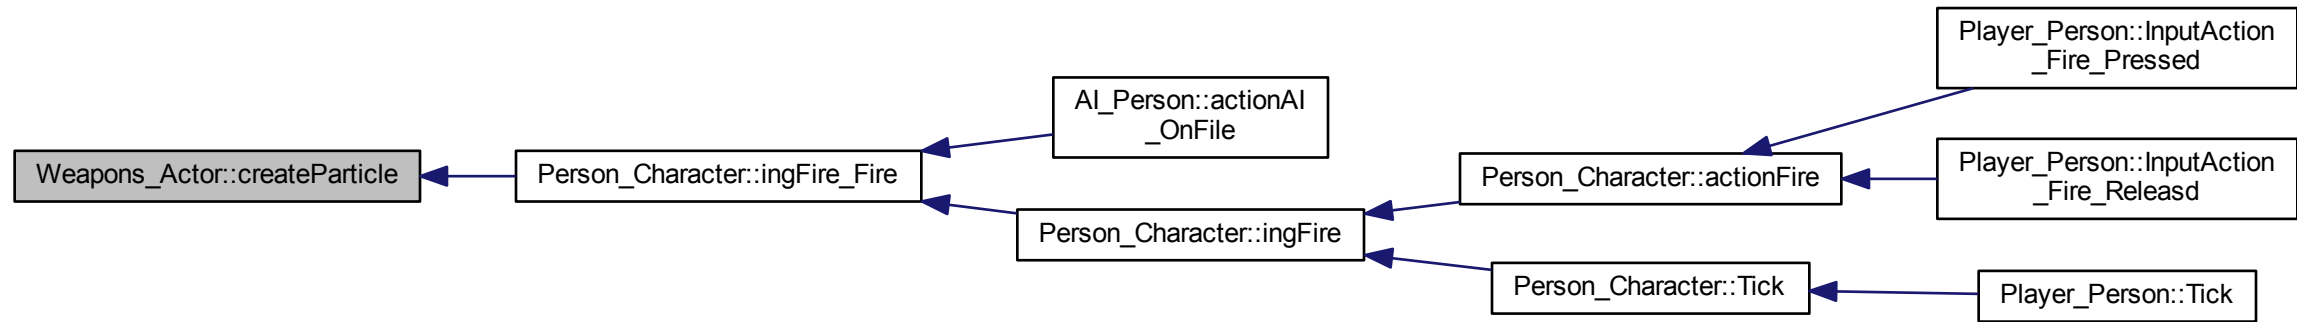 Weapons_Actor::createParticle
Person_Character::ingFire_Fire
AI_Person::actionAI
_OnFile
Person_Character::ingFire
Person_Character::actionFire
Player_Person::InputAction
_Fire_Pressed
Player_Person::InputAction
_Fire_Releasd
Person_Character::Tick
Player_Person::Tick